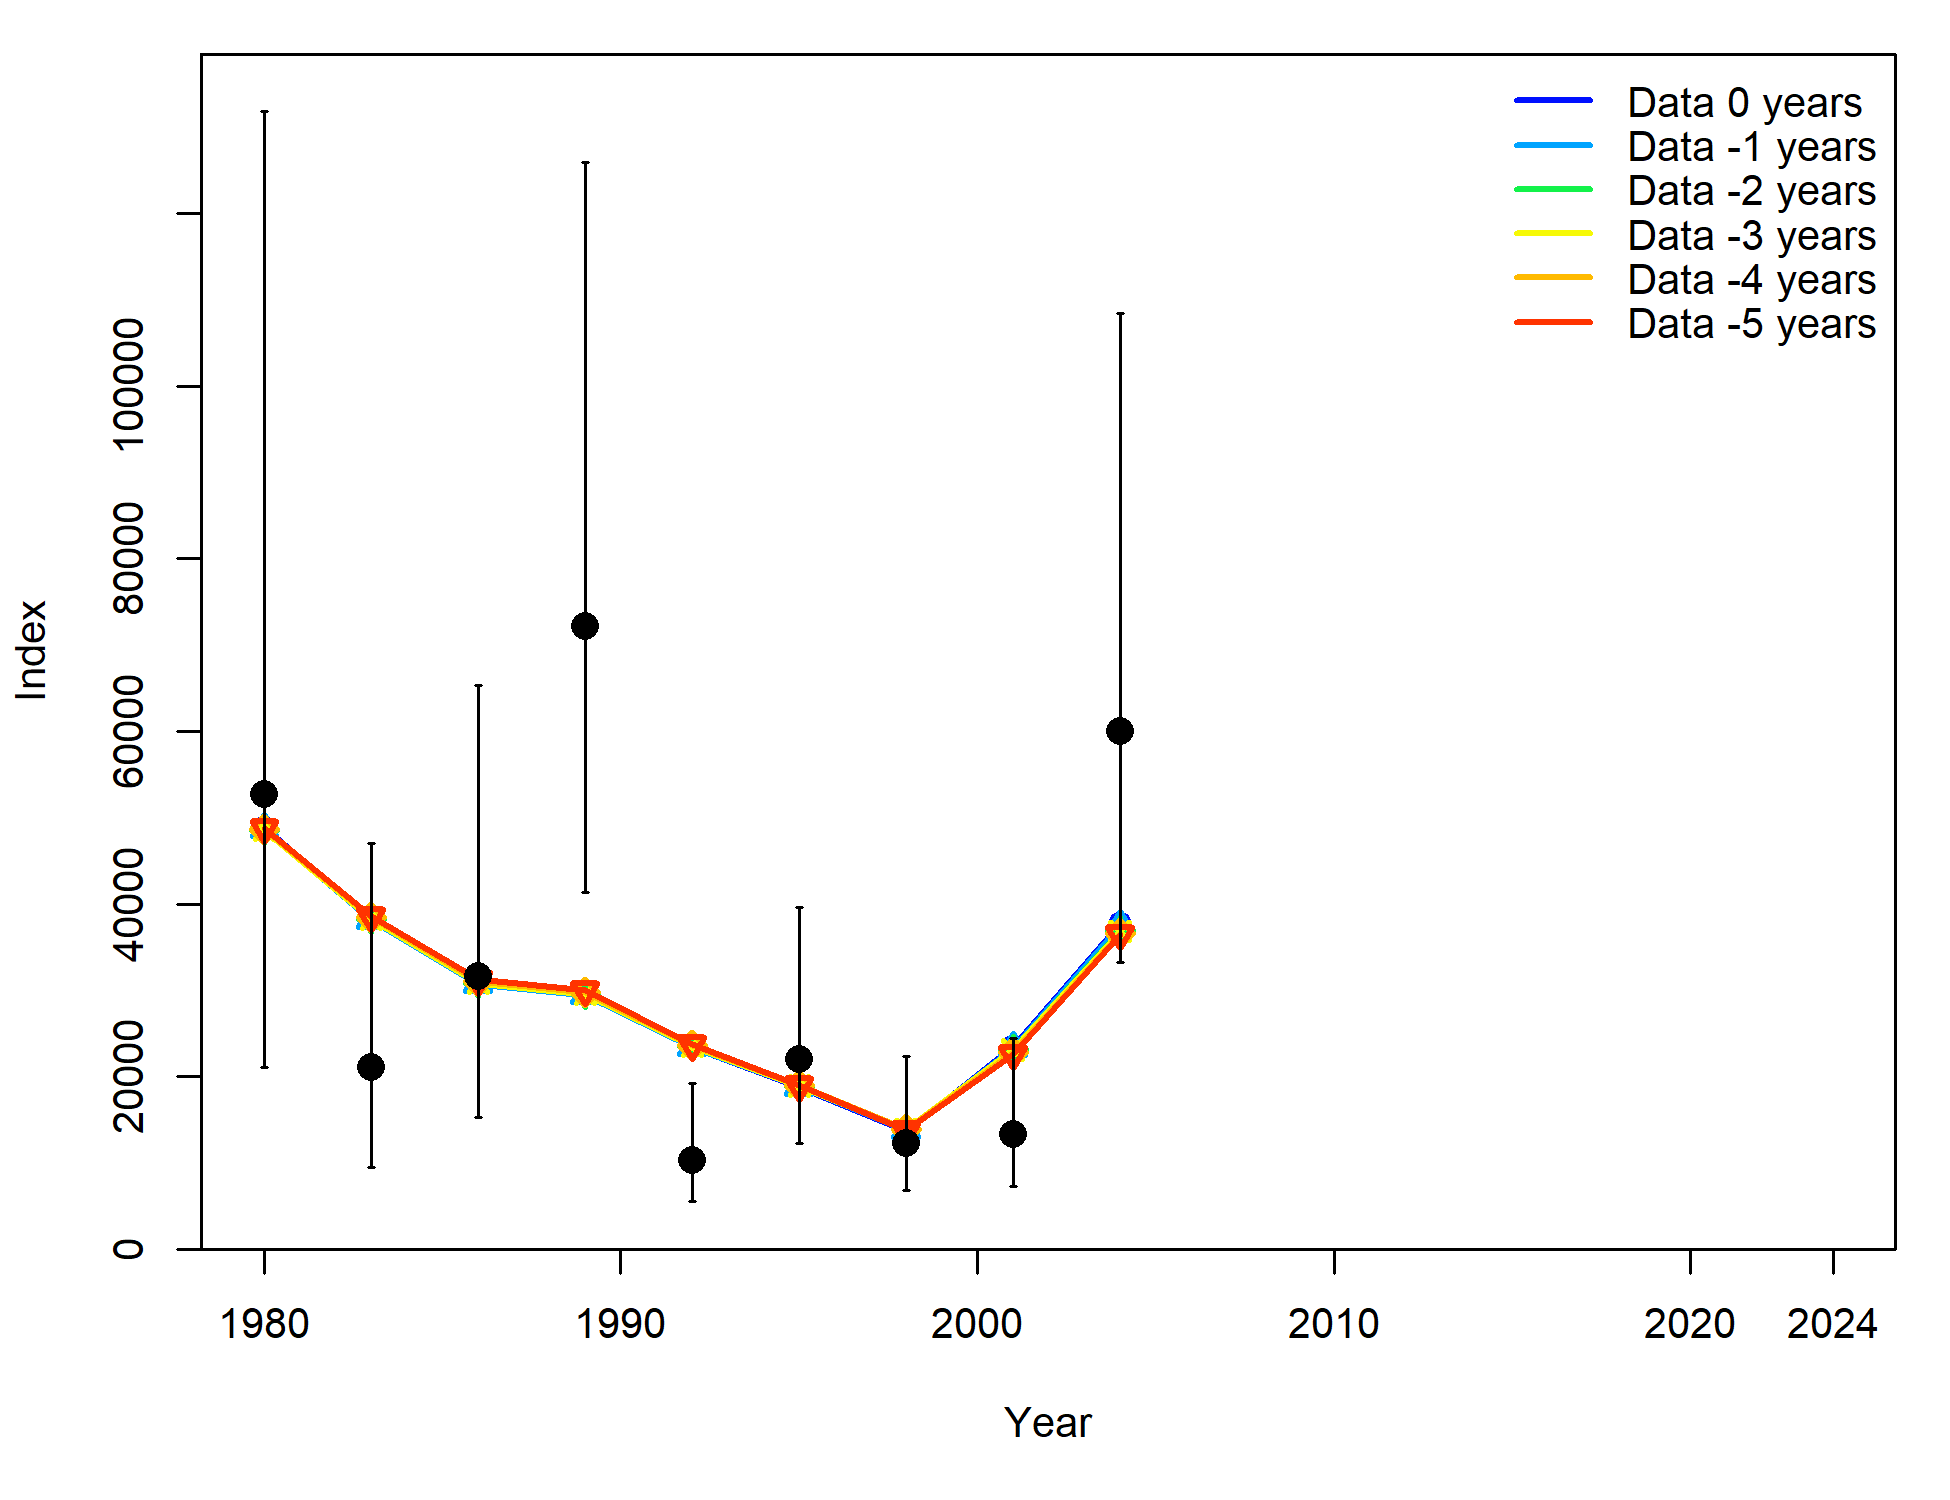 Data 0 years
Data -1 years
Data -2 years
Data -3 years
Data -4 years
Data -5 years
100000
80000
60000
40000
20000
0
Index
1980 1990 2000 2010 2020 2024
Year